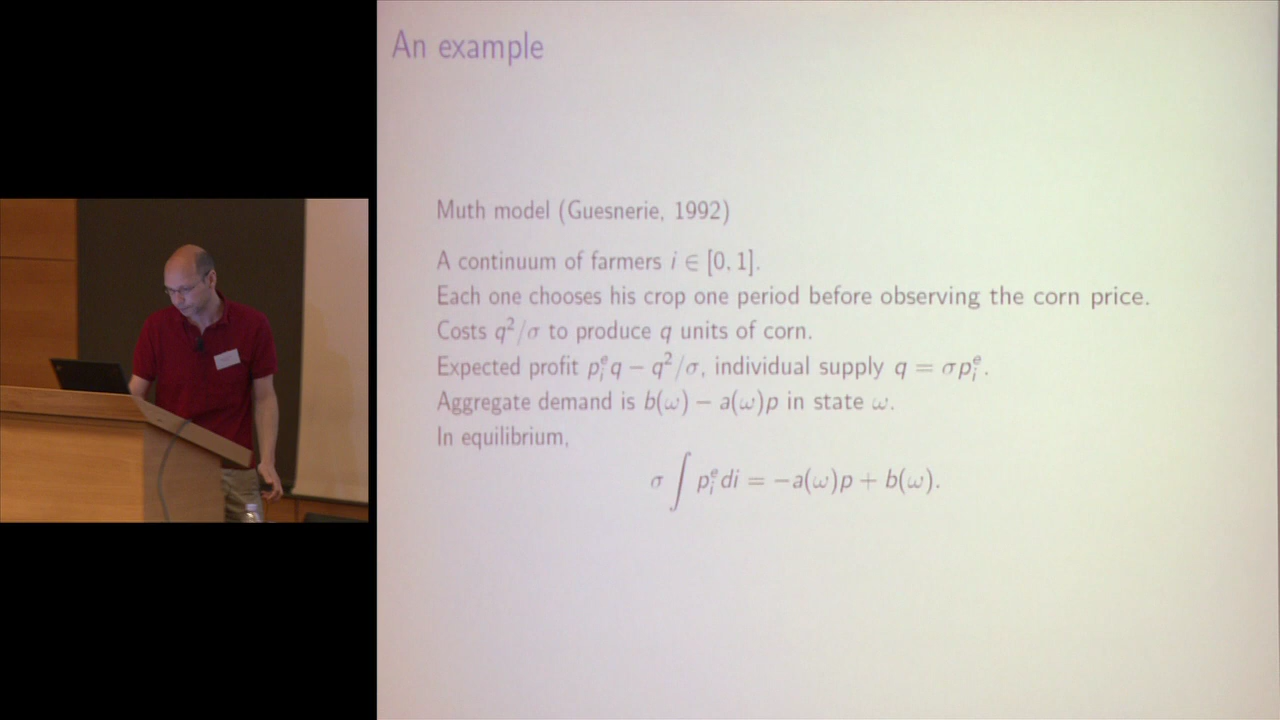 An example
Muth model (Guesnerie, 1992)
A continuum of farmers i ∈ [0, 1].
Each one chooses his crop one period before observing the corn price.
Costs q²/σ to produce q units of corn.
Expected profit pᵢᵉq − q²/σ, individual supply q = σpᵢᵉ.
Aggregate demand is b(ω) − a(ω)p in state ω.
In equilibrium,
σ ∫ pᵢᵉdi = −a(ω)p + b(ω).